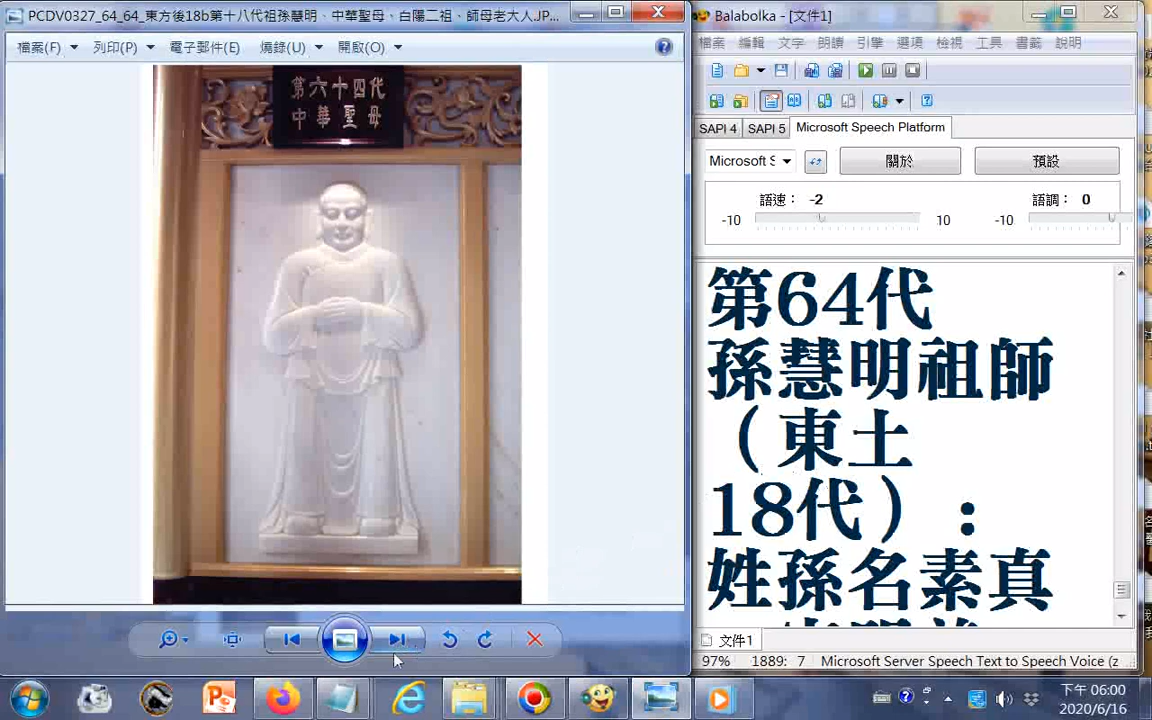 PCDV0327_64_64_東方後18b第十八代祖孫慧明、中華聖母、白陽二祖、師母老大人.JP...
檔案(F) 列印(P) 電子郵件(E) 燒錄(U) 開啟(O)
第六十四代
中華聖母
Balabolka - [文件1]
檔案 編輯 文字 朗讀 引擎 選項 檢視 工具 書籤 說明
SAPI 4 SAPI 5 Microsoft Speech Platform
Microsoft S 關於 預設
語速： -2 語調： 0
-10 10 -10
第64代
孫慧明祖師
（東土
18代）：
姓孫名素真
文件1
97% 1889: 7 Microsoft Server Speech Text to Speech Voice (z
下午 06:00
2020/6/16